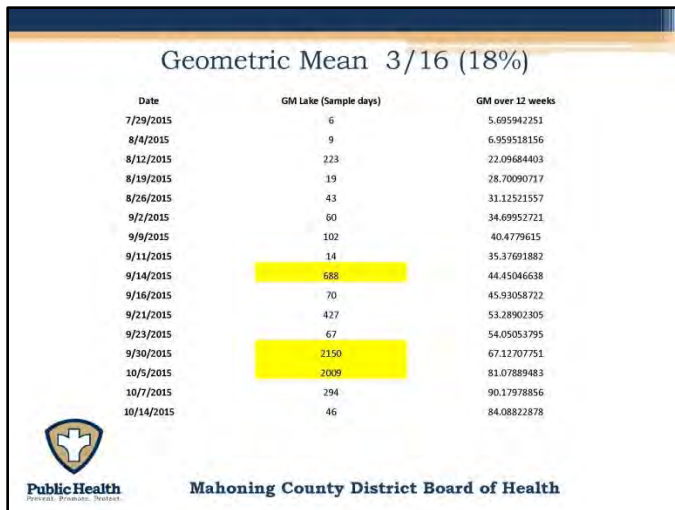 Geometric Mean 3/16 (18%)
Date GM Lake (Sample days) GM over 12 weeks
7/29/2015 6 5.695942251
8/4/2015 9 6.959518156
8/12/2015 223 22.09684403
8/19/2015 19 28.70090717
8/26/2015 43 31.12521557
9/2/2015 60 34.69952721
9/9/2015 102 40.4779615
9/11/2015 14 35.37691882
9/14/2015 688 44.45046638
9/16/2015 70 45.93058722
9/21/2015 427 53.28902305
9/23/2015 67 54.05053795
9/30/2015 2150 67.12707751
10/5/2015 2009 81.07889483
10/7/2015 294 90.17978856
10/14/2015 46 84.08822878
Public Health
Prevent. Promote. Protect.
Mahoning County District Board of Health